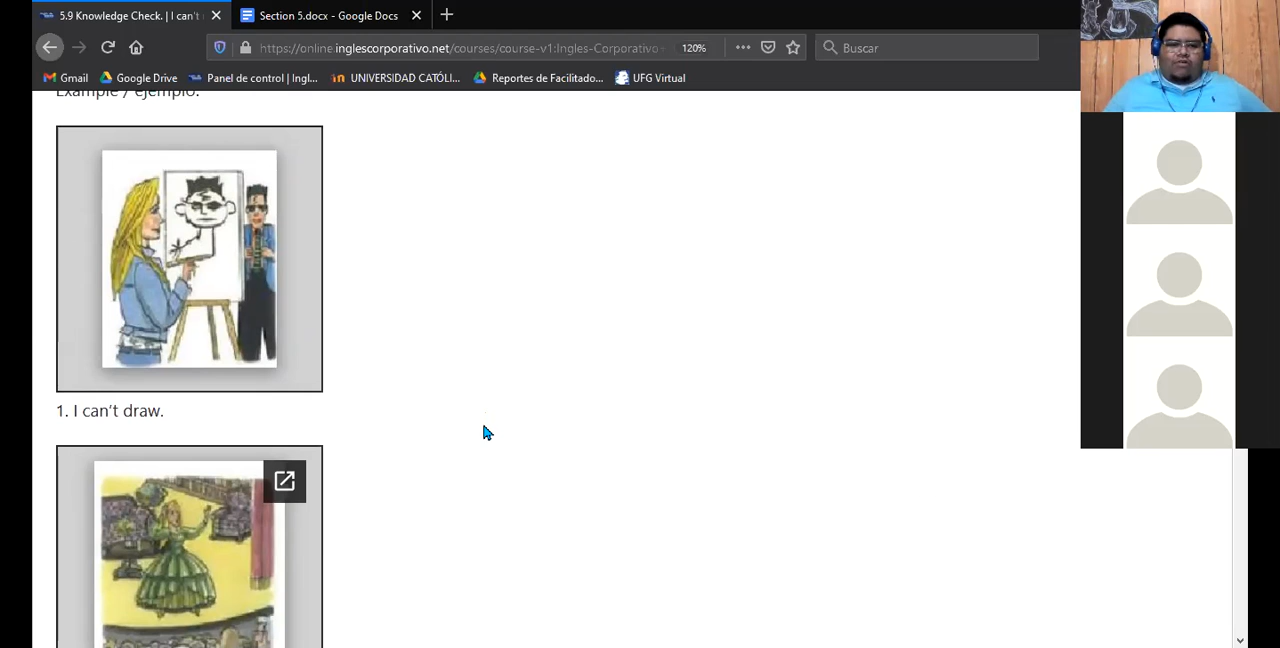 5.9 Knowledge Check. | I can't
Section 5.docx - Google Docs
https://online.inglescorporativo.net/courses/course-v1:Ingles-Corporativo
120%
Buscar
Gmail
Google Drive
Panel de control | Ingl...
UNIVERSIDAD CATÓLI...
Reportes de Facilitado...
UFG Virtual
Example / ejemplo:
1. I can't draw.